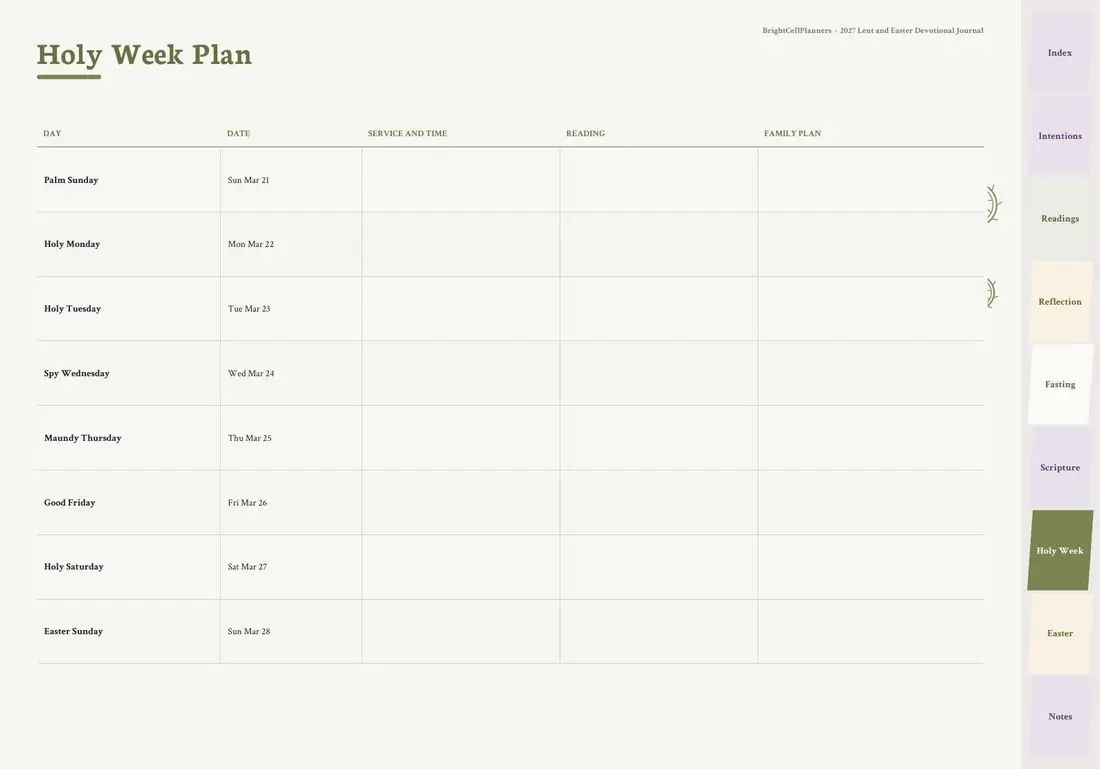 BrightCellPlanners · 2027 Lent and Easter Devotional Journal
Holy Week Plan
DAY DATE SERVICE AND TIME READING FAMILY PLAN
Palm Sunday Sun Mar 21
Holy Monday Mon Mar 22
Holy Tuesday Tue Mar 23
Spy Wednesday Wed Mar 24
Maundy Thursday Thu Mar 25
Good Friday Fri Mar 26
Holy Saturday Sat Mar 27
Easter Sunday Sun Mar 28
Index
Intentions
Readings
Reflection
Fasting
Scripture
Holy Week
Easter
Notes